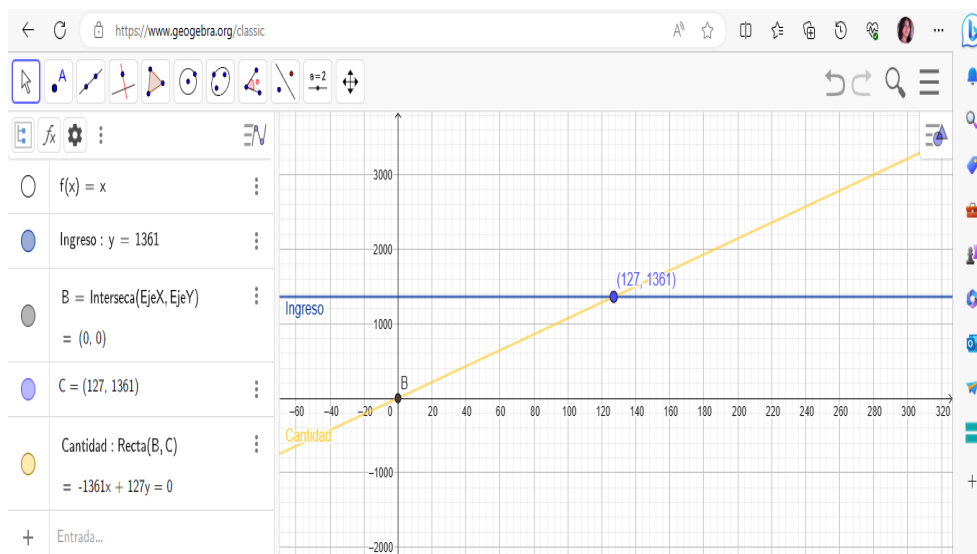 https://www.geogebra.org/classic
A
a=2
f(x) = x
Ingreso : y = 1361
B = Interseca(EjeX, EjeY)
= (0, 0)
C = (127, 1361)
Cantidad : Recta(B, C)
= -1361x + 127y = 0
Entrada...
3000
2000
(127, 1361)
Ingreso
1000
B
−60 −40 −20 0 20 40 60 80 100 120 140 160 180 200 220 240 260 280 300 320
Cantidad
−1000
−2000